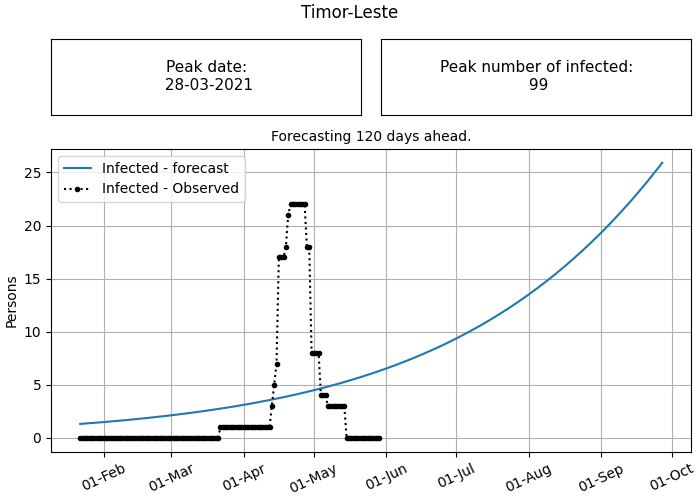 Timor-Leste
Peak date:
28-03-2021
Peak number of infected:
99
Forecasting 120 days ahead.
Infected - forecast
Infected - Observed
Persons
25
20
15
10
5
0
01-Feb
01-Mar
01-Apr
01-May
01-Jun
01-Jul
01-Aug
01-Sep
01-Oct